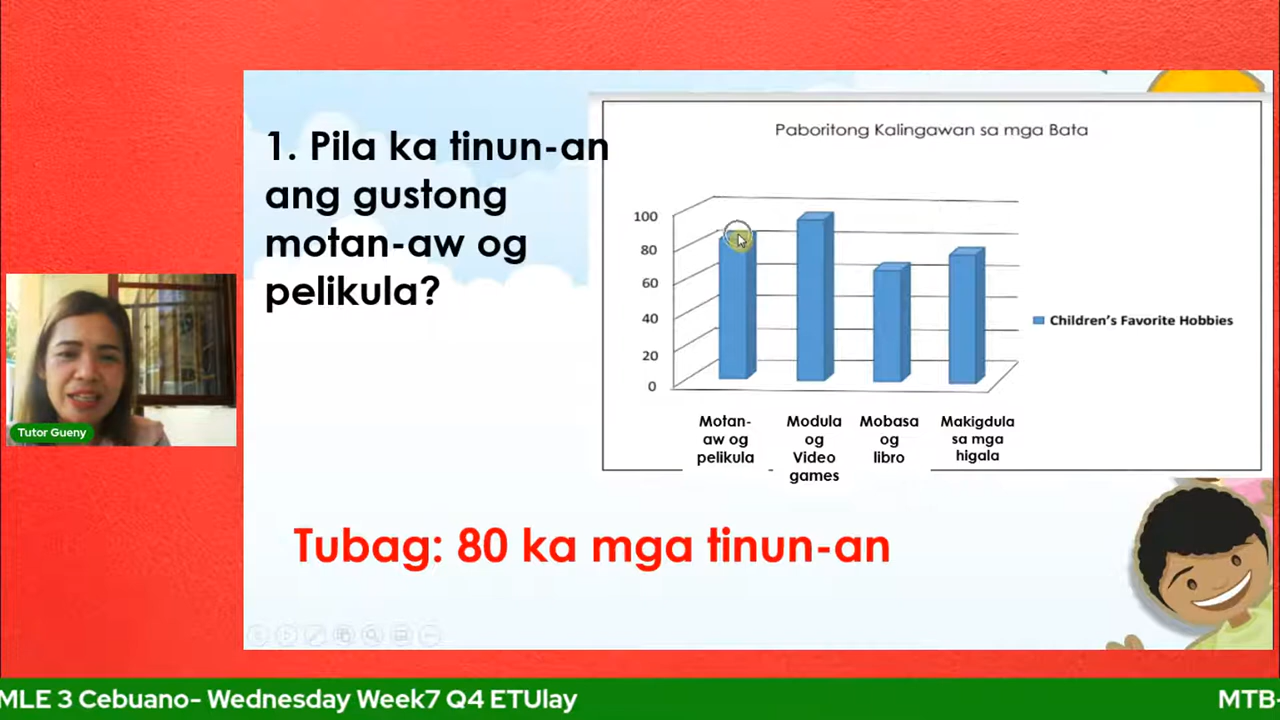 1. Pila ka tinun-an
ang gustong
motan-aw og
pelikula?
Paboritong Kalingawan sa mga Bata
100
80
60
40
20
0
Children's Favorite Hobbies
Motan-
aw og
pelikula
Modula
og
Video
games
Mobasa
og
libro
Makigdula
sa mga
higala
Tutor Gueny
Tubag: 80 ka mga tinun-an
MLE 3 Cebuano- Wednesday Week7 Q4 ETUlay
MTB-